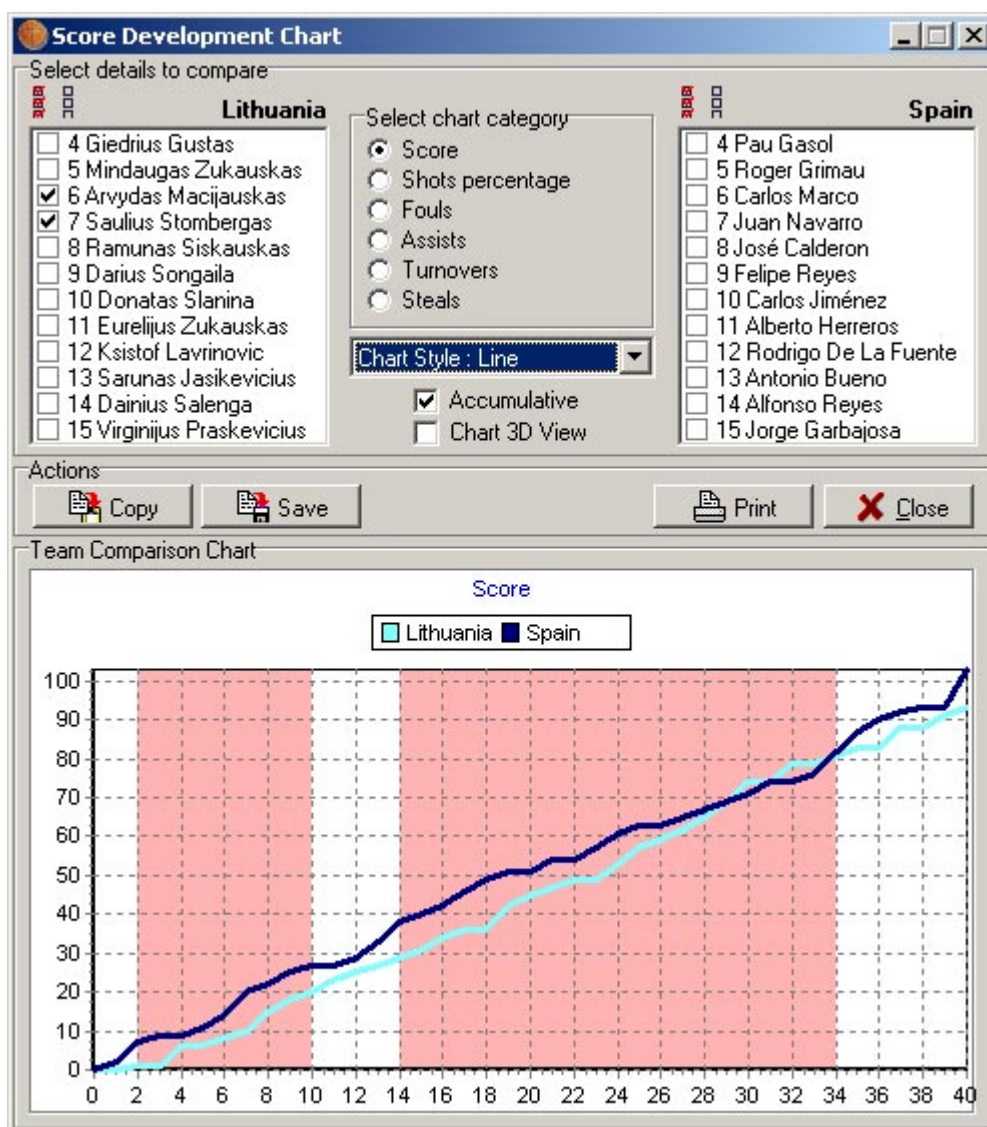 Score Development Chart
Select details to compare
Lithuania
4 Giedrius Gustas
5 Mindaugas Zukauskas
6 Arvydas Macijauskas
7 Saulius Stombergas
8 Ramunas Siskauskas
9 Darius Songaila
10 Donatas Slanina
11 Eurelijus Zukauskas
12 Ksistof Lavrinovic
13 Sarunas Jasikevicius
14 Dainius Salenga
15 Virginijus Praskevicius
Select chart category
Score
Shots percentage
Fouls
Assists
Turnovers
Steals
Chart Style : Line
Accumulative
Chart 3D View
Spain
4 Pau Gasol
5 Roger Grimau
6 Carlos Marco
7 Juan Navarro
8 José Calderon
9 Felipe Reyes
10 Carlos Jiménez
11 Alberto Herreros
12 Rodrigo De La Fuente
13 Antonio Bueno
14 Alfonso Reyes
15 Jorge Garbajosa
Actions
Copy
Save
Print
Close
Team Comparison Chart
Score
Lithuania Spain
100
90
80
70
60
50
40
30
20
10
0
0 2 4 6 8 10 12 14 16 18 20 22 24 26 28 30 32 34 36 38 40